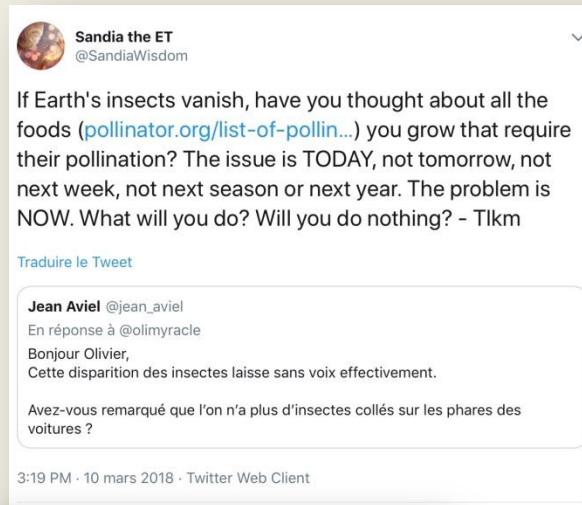 Sandia the ET
@SandiaWisdom
If Earth's insects vanish, have you thought about all the
foods (pollinator.org/list-of-pollin...) you grow that require
their pollination? The issue is TODAY, not tomorrow, not
next week, not next season or next year. The problem is
NOW. What will you do? Will you do nothing? - Tlkm
Traduire le Tweet
Jean Aviel @jean_aviel
En réponse à @olimyracle
Bonjour Olivier,
Cette disparition des insectes laisse sans voix effectivement.
Avez-vous remarqué que l'on n'a plus d'insectes collés sur les phares des
voitures ?
3:19 PM · 10 mars 2018 · Twitter Web Client